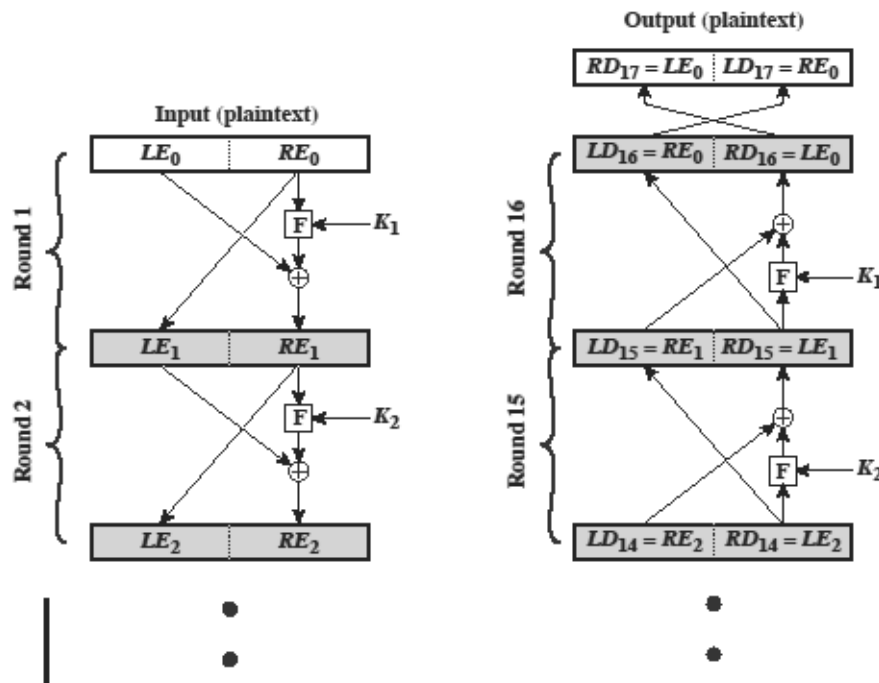 Output (plaintext)
RD17 = LE0 LD17 = RE0
Input (plaintext)
LE0 RE0
LD16 = RE0 RD16 = LE0
Round 1
F
K1
Round 16
F
K1
LE1 RE1
LD15 = RE1 RD15 = LE1
Round 2
F
K2
Round 15
F
K2
LE2 RE2
LD14 = RE2 RD14 = LE2